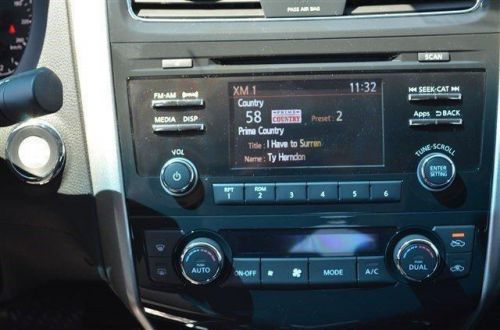 PASS AIR BAG
SCAN
FM·AM
MEDIA DISP
XM 1 11:32
Country
58 PRIME COUNTRY Preset: 2
Prime Country
Title : I Have to Surren
Name : Ty Herndon
SEEK·CAT
Apps BACK
VOL
TUNE·SCROLL
ENTER SETTING
RPT 1 RDM 2 3 4 5 6
AUTO
ON·OFF MODE A/C
DUAL